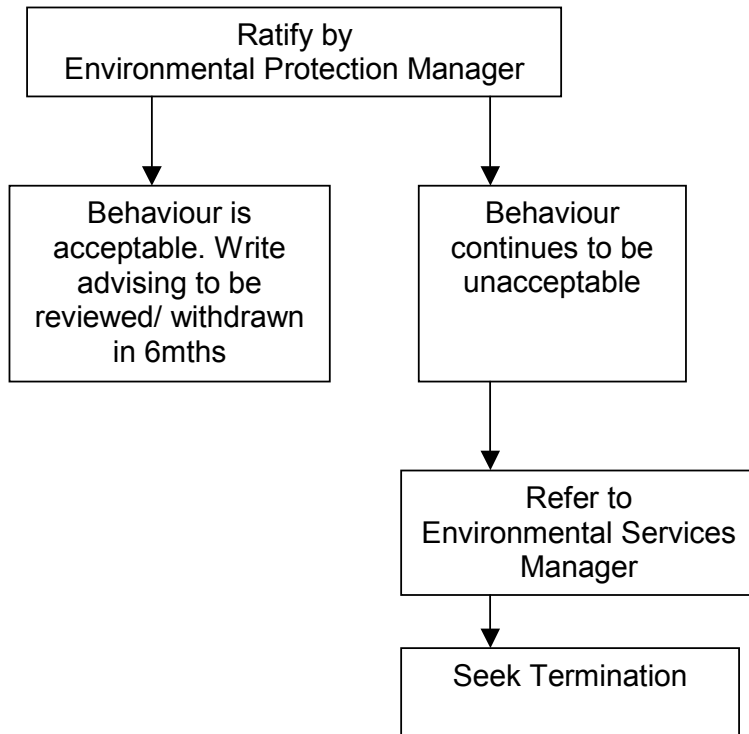 Ratify by
Environmental Protection Manager
Behaviour is
acceptable. Write
advising to be
reviewed/ withdrawn
in 6mths
Behaviour
continues to be
unacceptable
Refer to
Environmental Services
Manager
Seek Termination